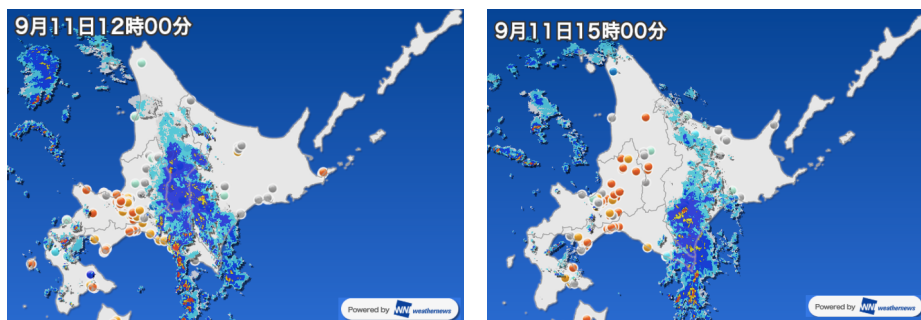 9月11日12時00分
Powered by WN weathernews
9月11日15時00分
Powered by WN weathernews